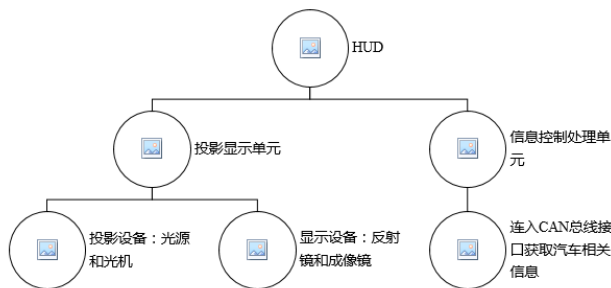 HUD
投影显示单元
信息控制处理单
元
投影设备：光源
和光机
显示设备：反射
镜和成像镜
连入CAN总线接
口获取汽车相关
信息